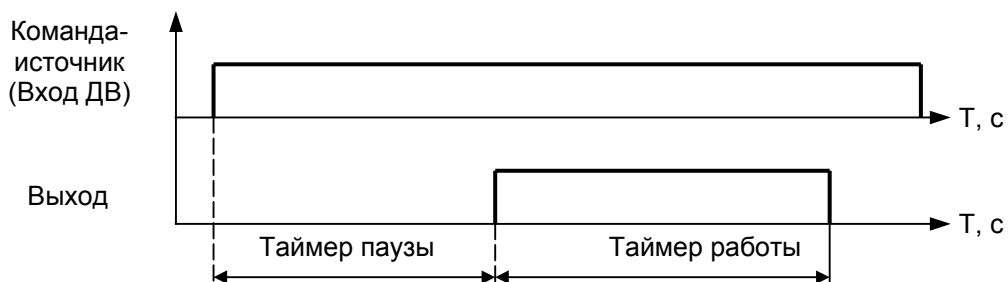 Команда-
источник
(Вход ДВ)
Т, с
Выход
Т, с
Таймер паузы
Таймер работы